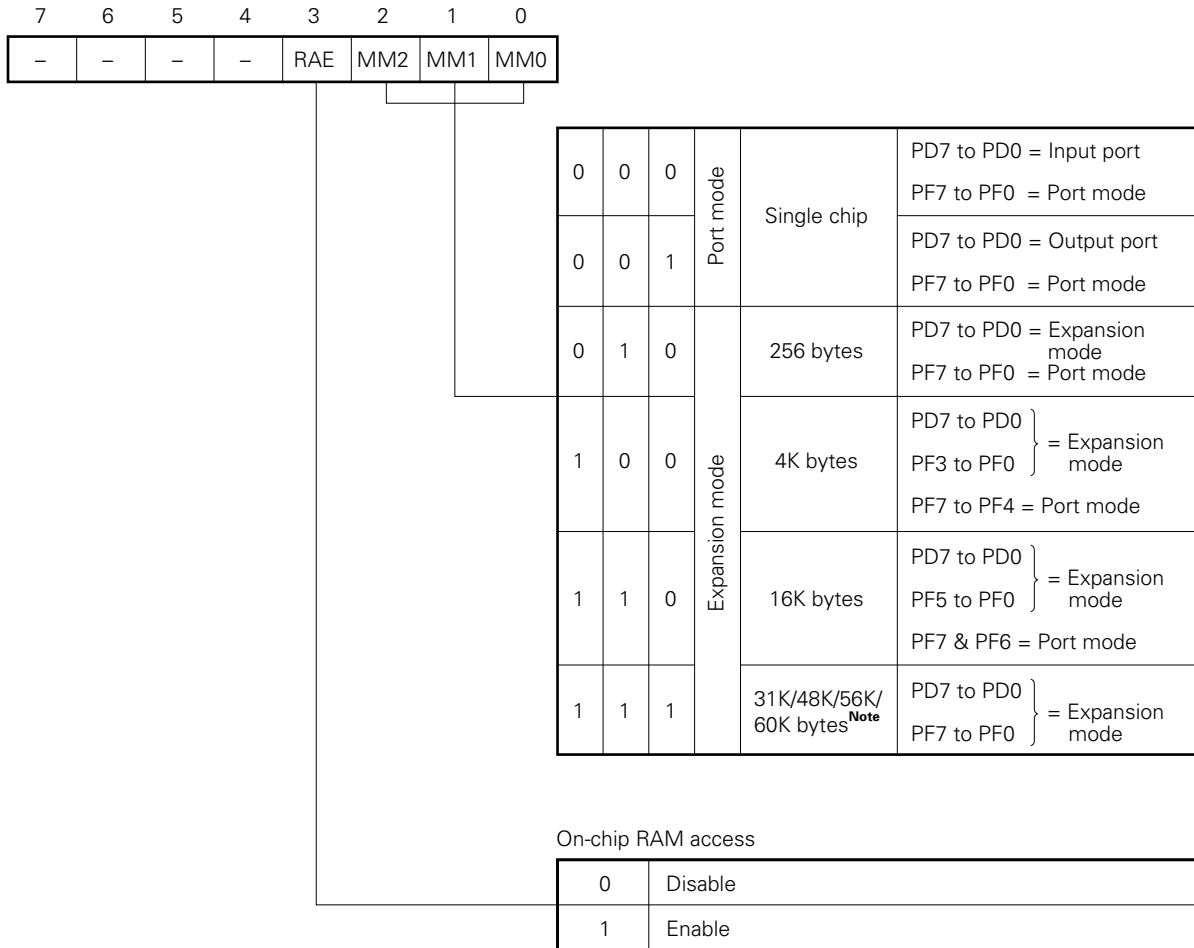 7 6 5 4 3 2 1 0
– – – – RAE MM2 MM1 MM0
0 0 0 Port mode Single chip PD7 to PD0 = Input port
PF7 to PF0 = Port mode
0 0 1 PD7 to PD0 = Output port
PF7 to PF0 = Port mode
0 1 0 Expansion mode 256 bytes PD7 to PD0 = Expansion
mode
PF7 to PF0 = Port mode
1 0 0 4K bytes PD7 to PD0
PF3 to PF0
= Expansion
mode
PF7 to PF4 = Port mode
1 1 0 16K bytes PD7 to PD0
PF5 to PF0
= Expansion
mode
PF7 & PF6 = Port mode
1 1 1 31K/48K/56K/
60K bytes Note
PD7 to PD0
PF7 to PF0
= Expansion
mode
On-chip RAM access
0 Disable
1 Enable